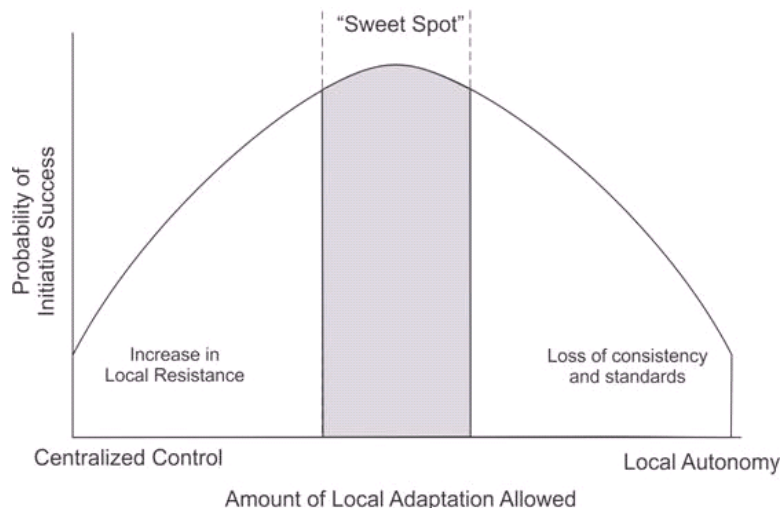 “Sweet Spot”
Probability of
Initiative Success
Increase in
Local Resistance
Loss of consistency
and standards
Centralized Control
Local Autonomy
Amount of Local Adaptation Allowed